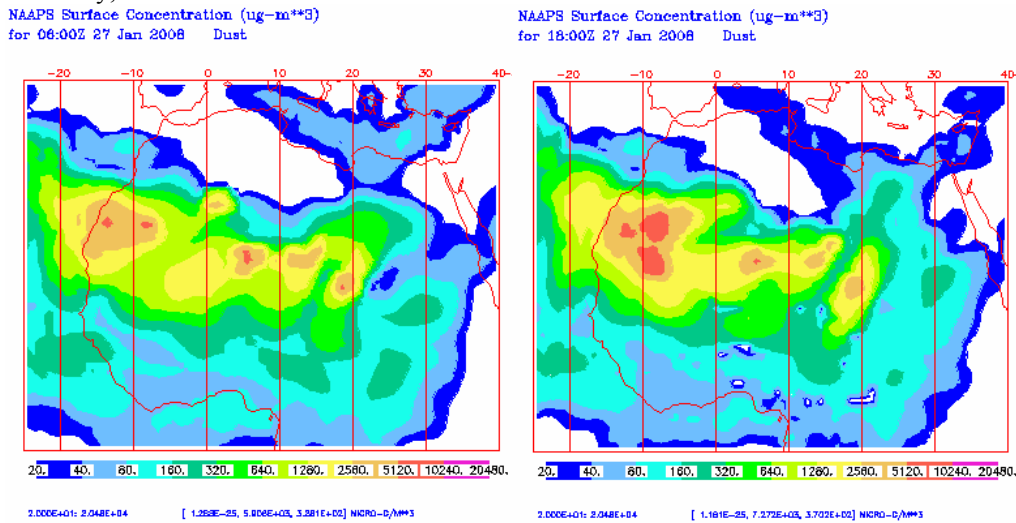 NAAPS Surface Concentration (ug-m**3)
for 06:00Z 27 Jan 2008 Dust
-20 -10 0 10 20 30 40
20. 40. 80. 160. 320. 640. 1280. 2560. 5120. 10240. 20480.
2.000E+01: 2.048E+04 [ 1.288E-25, 5.906E+03, 3.281E+02] MICRO-G/M**3
NAAPS Surface Concentration (ug-m**3)
for 18:00Z 27 Jan 2008 Dust
-20 -10 0 10 20 30 40
20. 40. 80. 160. 320. 640. 1280. 2560. 5120. 10240. 20480.
2.000E+01: 2.048E+04 [ 1.161E-25, 7.272E+03, 3.702E+02] MICRO-G/M**3